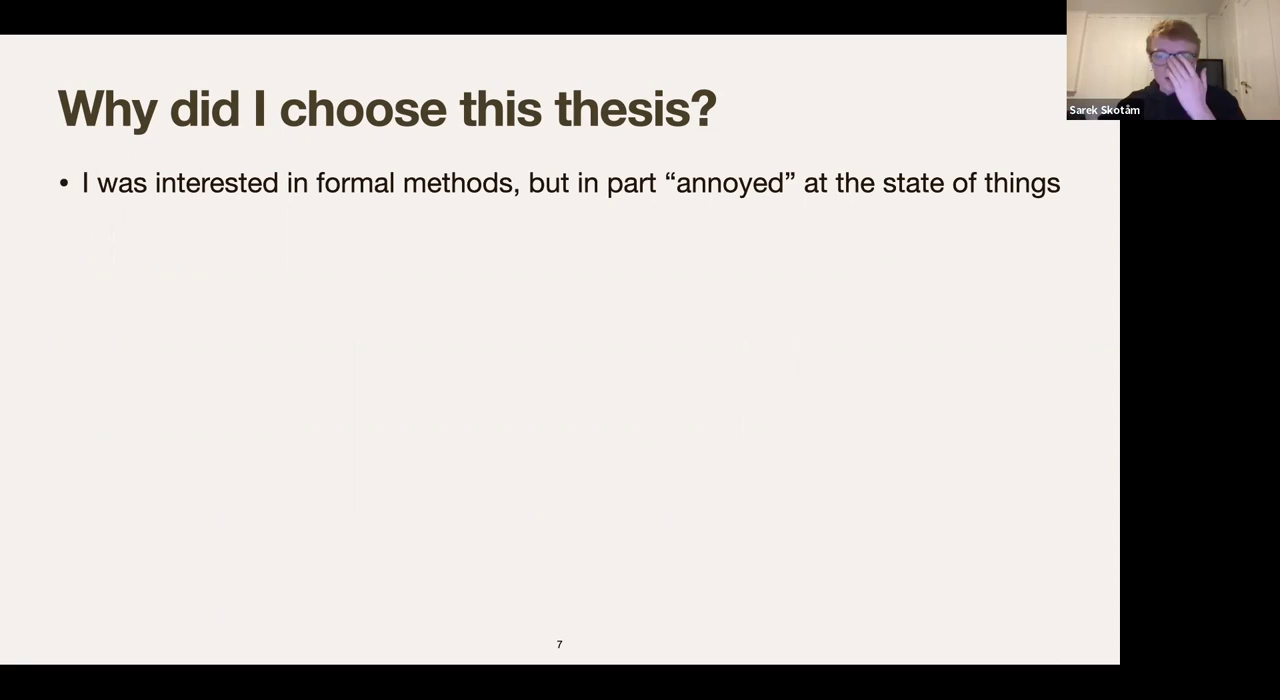 Why did I choose this thesis?
• I was interested in formal methods, but in part “annoyed” at the state of things
7
Sarek Skotåm